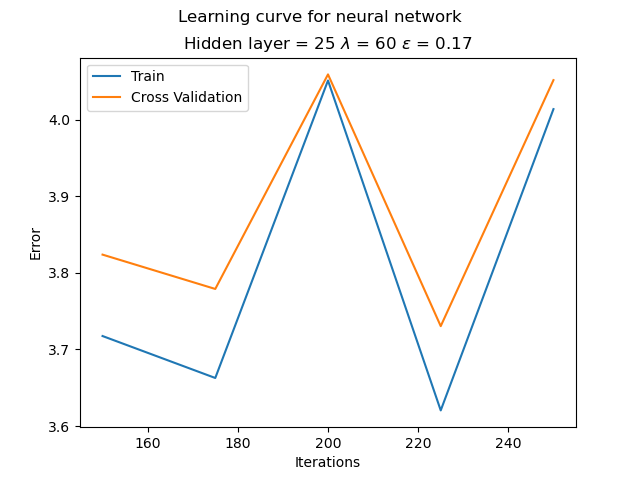 Learning curve for neural network
Hidden layer = 25 λ = 60 ε = 0.17
Train
Cross Validation
4.0
3.9
3.8
3.7
3.6
Error
160 180 200 220 240
Iterations